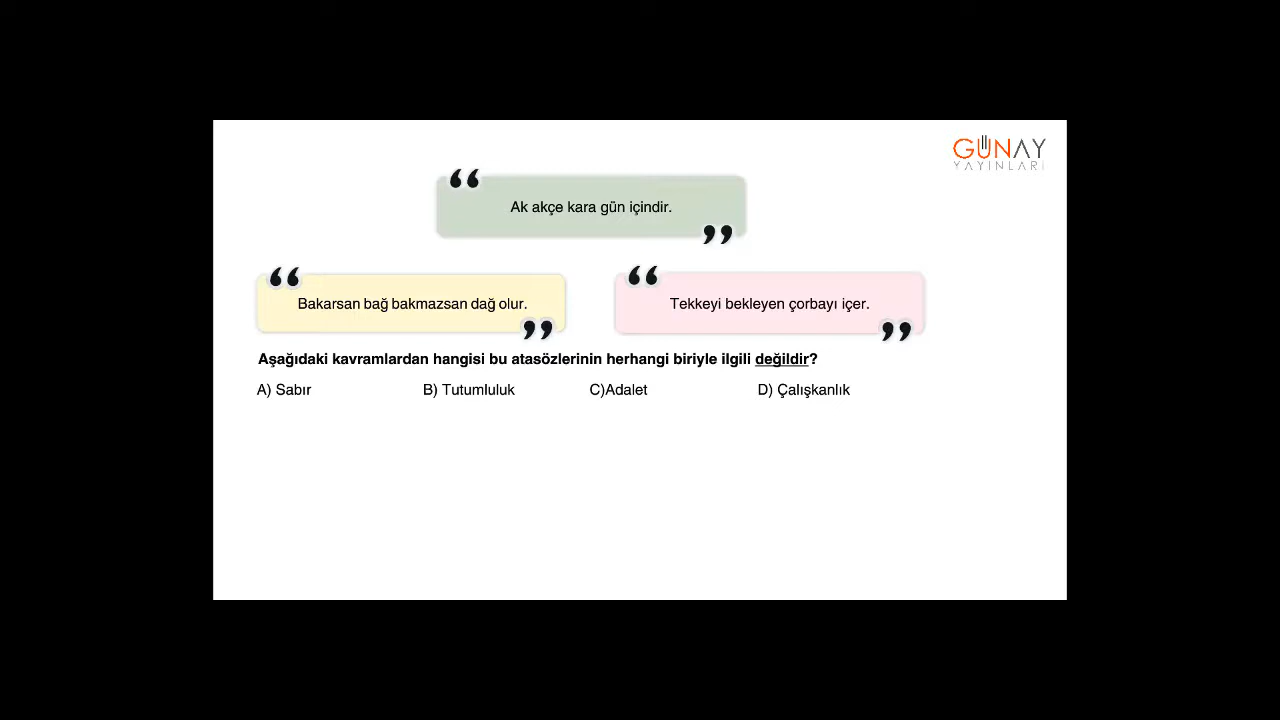 GÜNAY
YAYINLARI
Ak akçe kara gün içindir.
Bakarsan bağ bakmazsan dağ olur.
Tekkeyi bekleyen çorbayı içer.
Aşağıdaki kavramlardan hangisi bu atasözlerinin herhangi biriyle ilgili değildir?
A) Sabır B) Tutumluluk C)Adalet D) Çalışkanlık